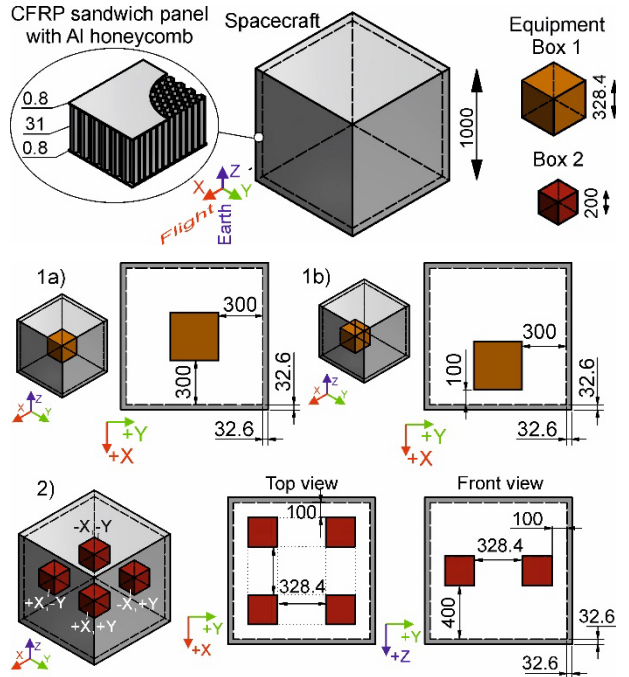 CFRP sandwich panel
with Al honeycomb
Spacecraft
Equipment
Box 1
328.4
0.8
31
0.8
1000
Box 2
200
X
Z
Y
Flight
Earth
1a)
300
300
32.6
32.6
X
Z
Y
+Y
+X
1b)
300
100
32.6
32.6
X
Z
Y
+Y
+X
2)
-X,-Y
+X,-Y
-X,+Y
+X,+Y
X
Z
Y
Top view
100
328.4
+Y
+X
Front view
100
328.4
400
32.6
32.6
+Y
+Z